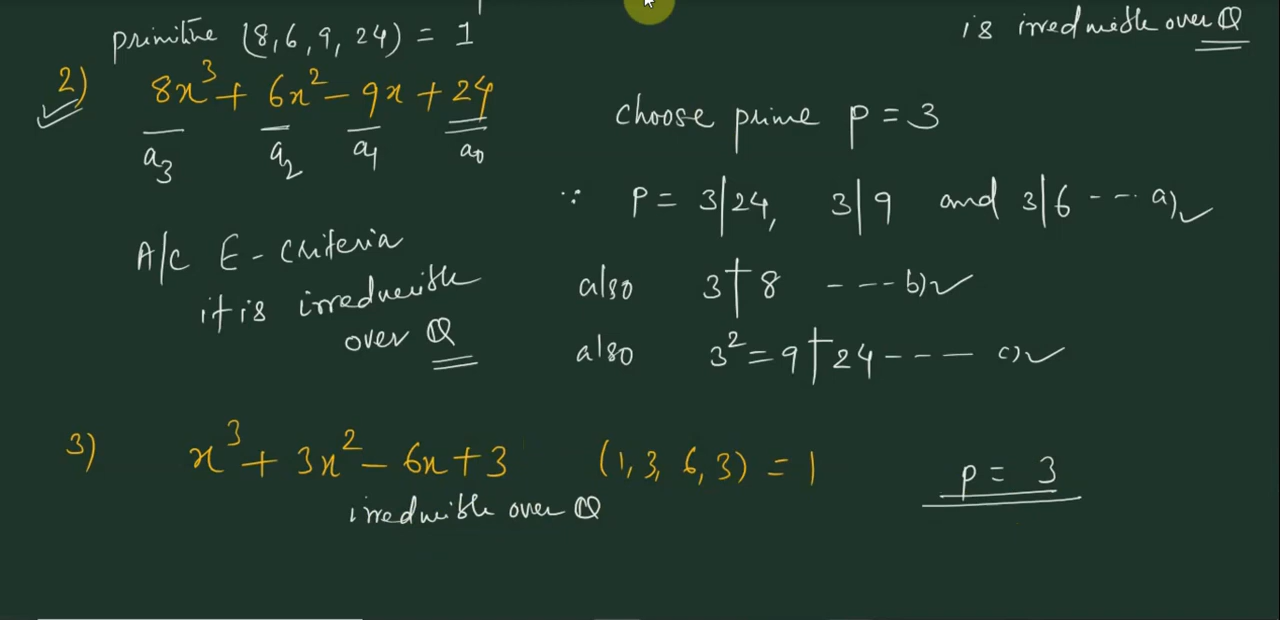 primitive (8, 6, 9, 24) = 1
is irreducible over ℚ
2) 8x³ + 6x² - 9x + 24
a₃ a₂ a₁ a₀
choose prime p = 3
∵ p = 3|24, 3|9 and 3|6 --- a) ✓
A/c E-criteria
it is irreducible
over ℚ
also 3†8 --- b) ✓
also 3² = 9†24 --- c) ✓
3) x³ + 3x² - 6x + 3 (1, 3, 6, 3) = 1
p = 3
irreducible over ℚ